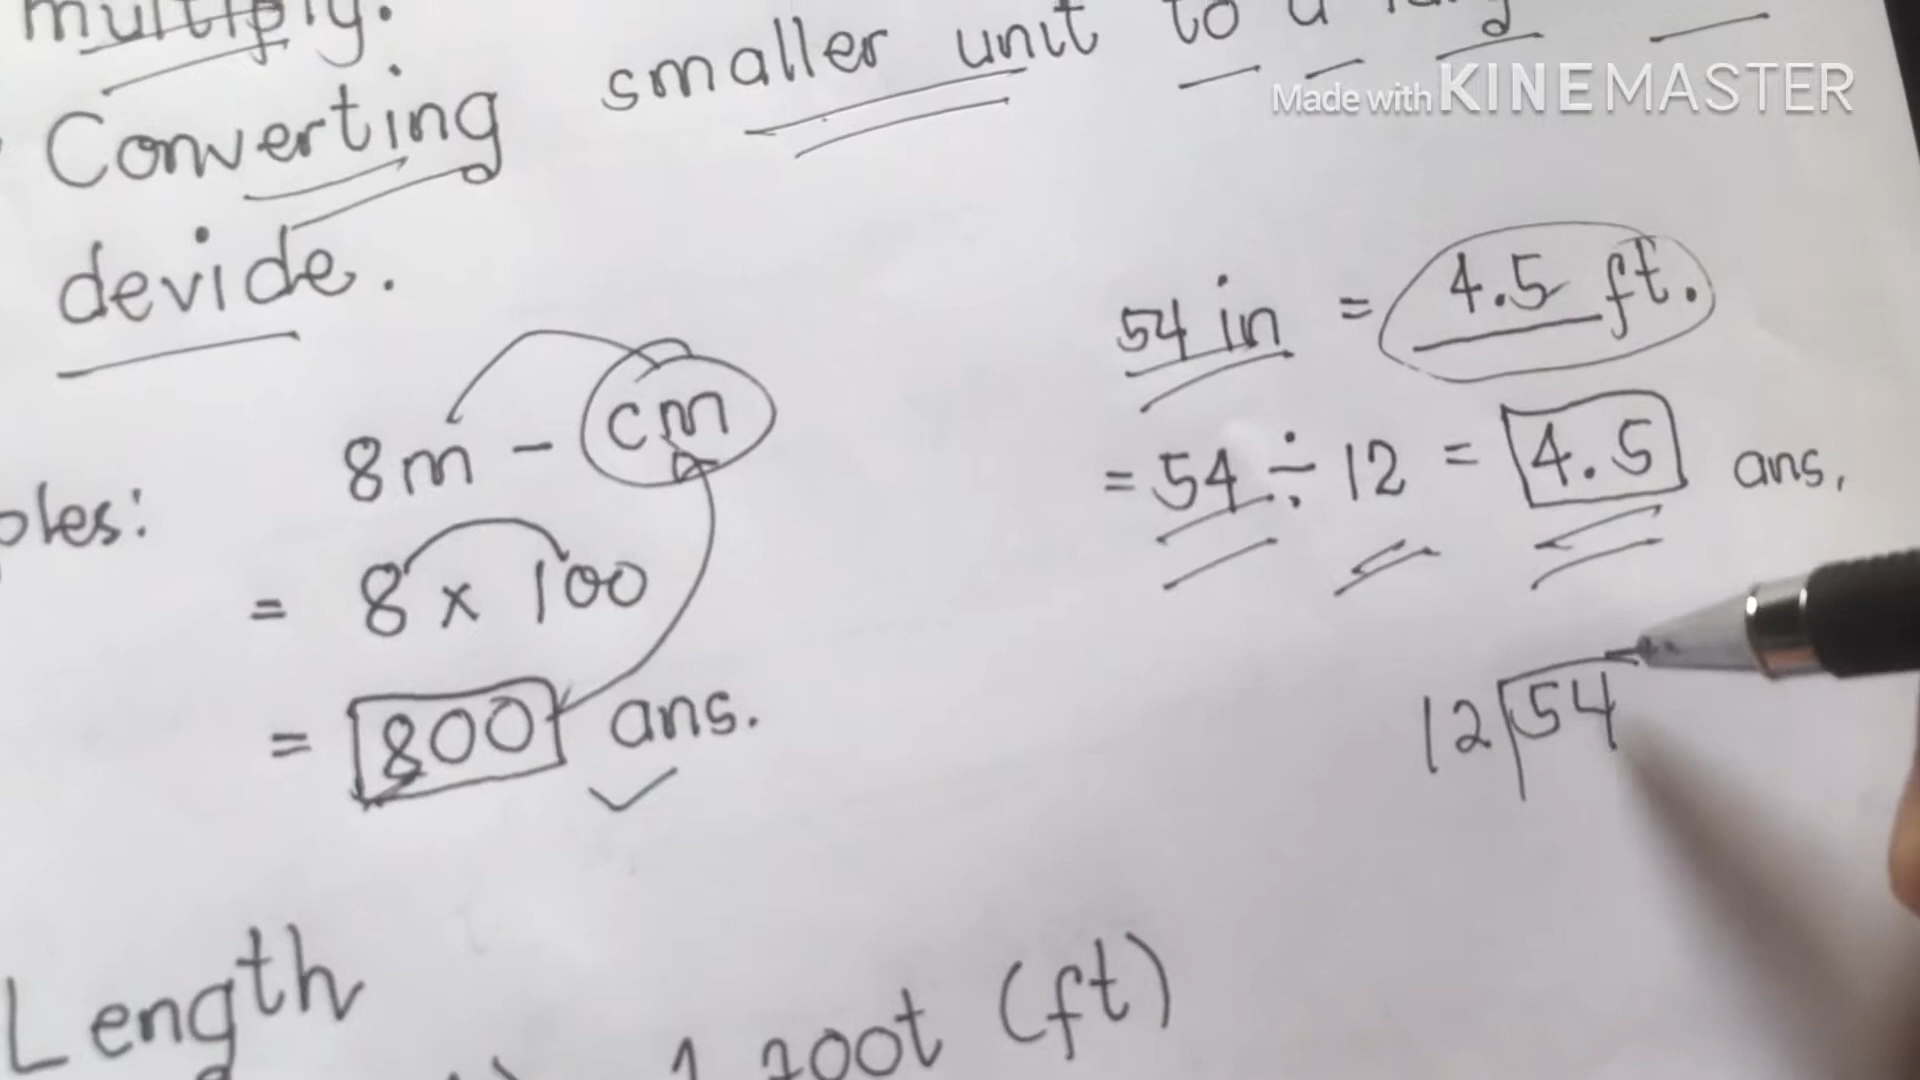 multiply.
Converting smaller unit to a
Made with KINEMASTER
devide.
8m - cm
= 8 x 100
= 800 ans.
54 in = 4.5 ft.
= 54 ÷ 12 = 4.5 ans.
12 54
Length
1 foot (ft)